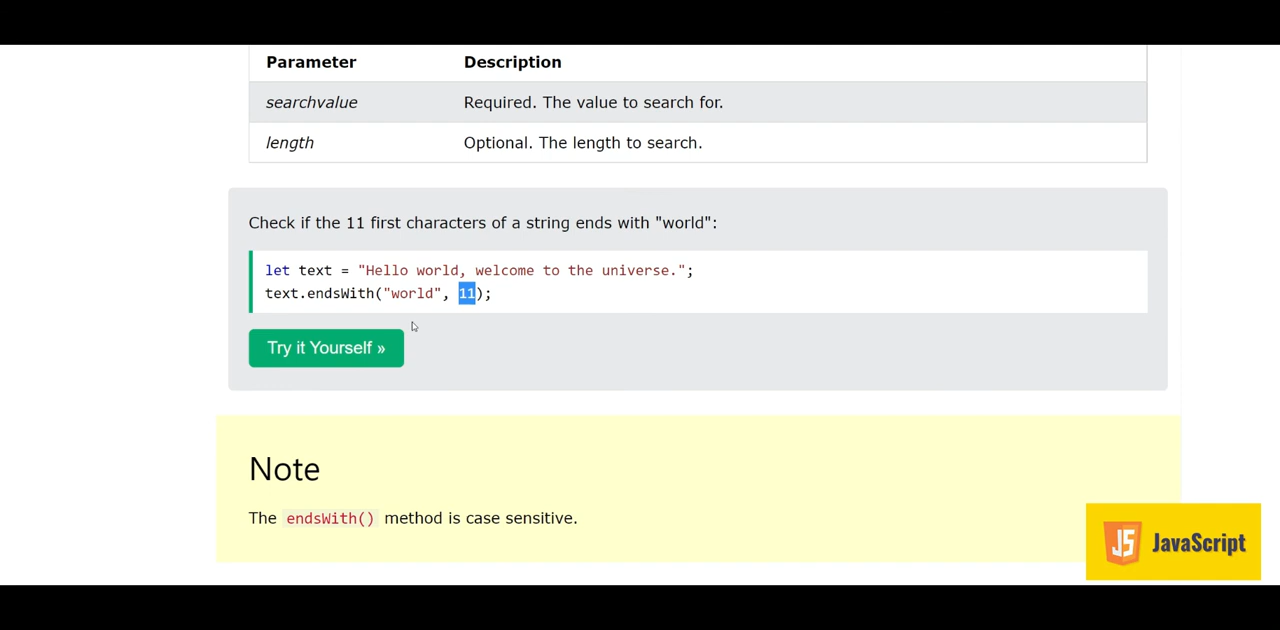 Parameter Description
searchvalue Required. The value to search for.
length Optional. The length to search.
Check if the 11 first characters of a string ends with "world":
let text = "Hello world, welcome to the universe.";
text.endsWith("world", 11);
Try it Yourself »
Note
The endsWith() method is case sensitive.
JS JavaScript